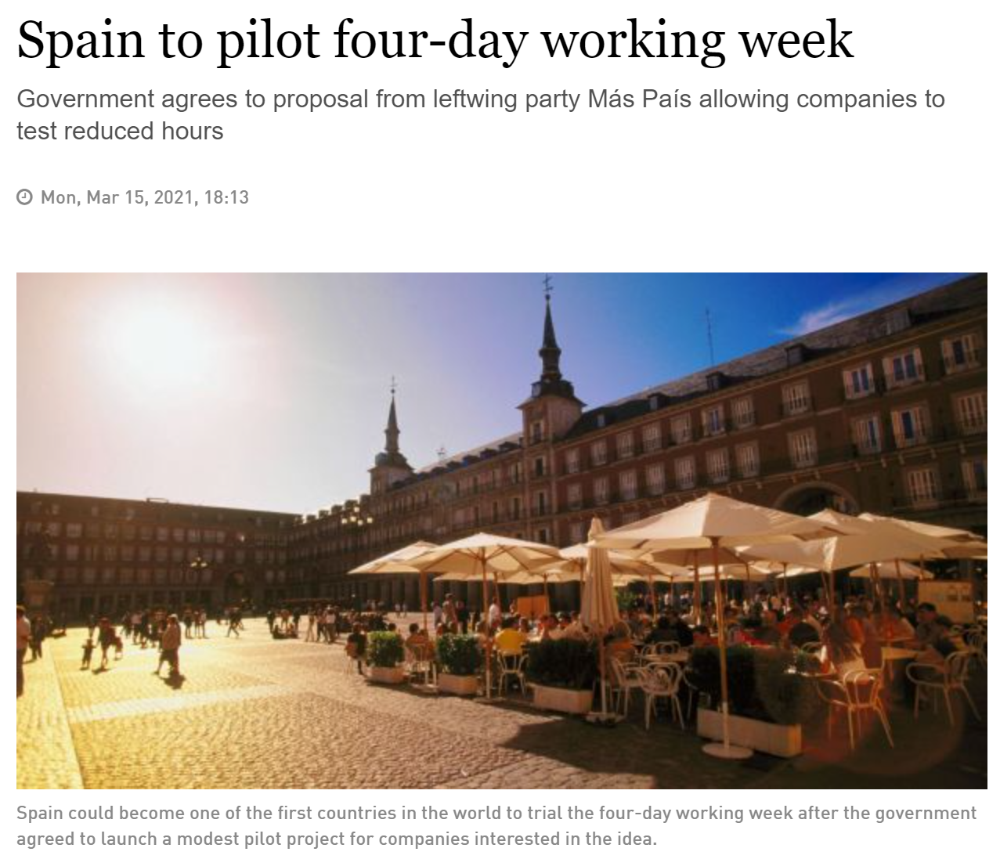 Spain to pilot four-day working week
Government agrees to proposal from leftwing party Más País allowing companies to
test reduced hours
Mon, Mar 15, 2021, 18:13
Spain could become one of the first countries in the world to trial the four-day working week after the government
agreed to launch a modest pilot project for companies interested in the idea.